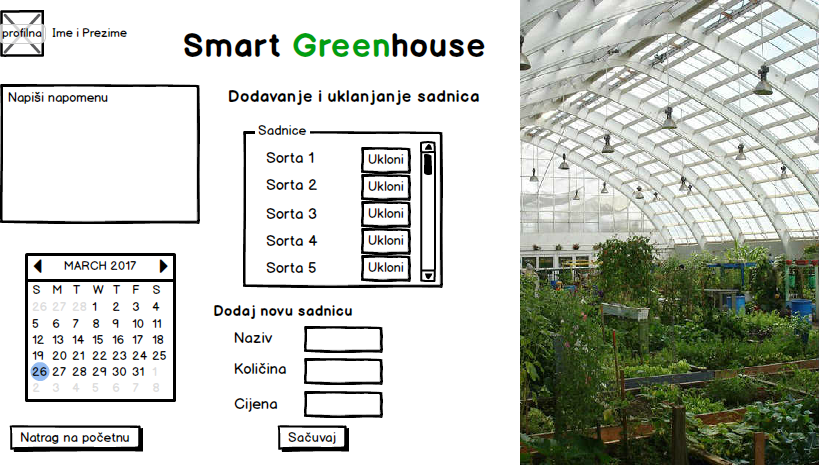 profilna
Ime i Prezime
Smart Greenhouse
Napiši napomenu
Dodavanje i uklanjanje sadnica
Sadnice
Sorta 1 Ukloni
Sorta 2 Ukloni
Sorta 3 Ukloni
Sorta 4 Ukloni
Sorta 5 Ukloni
MARCH 2017
S M T W T F S
26 27 28 1 2 3 4
5 6 7 8 9 10 11
12 13 14 15 16 17 18
19 20 21 22 23 24 25
26 27 28 29 30 31 1
2 3 4 5 6 7 8
Dodaj novu sadnicu
Naziv
Količina
Cijena
Natrag na početnu
Sačuvaj